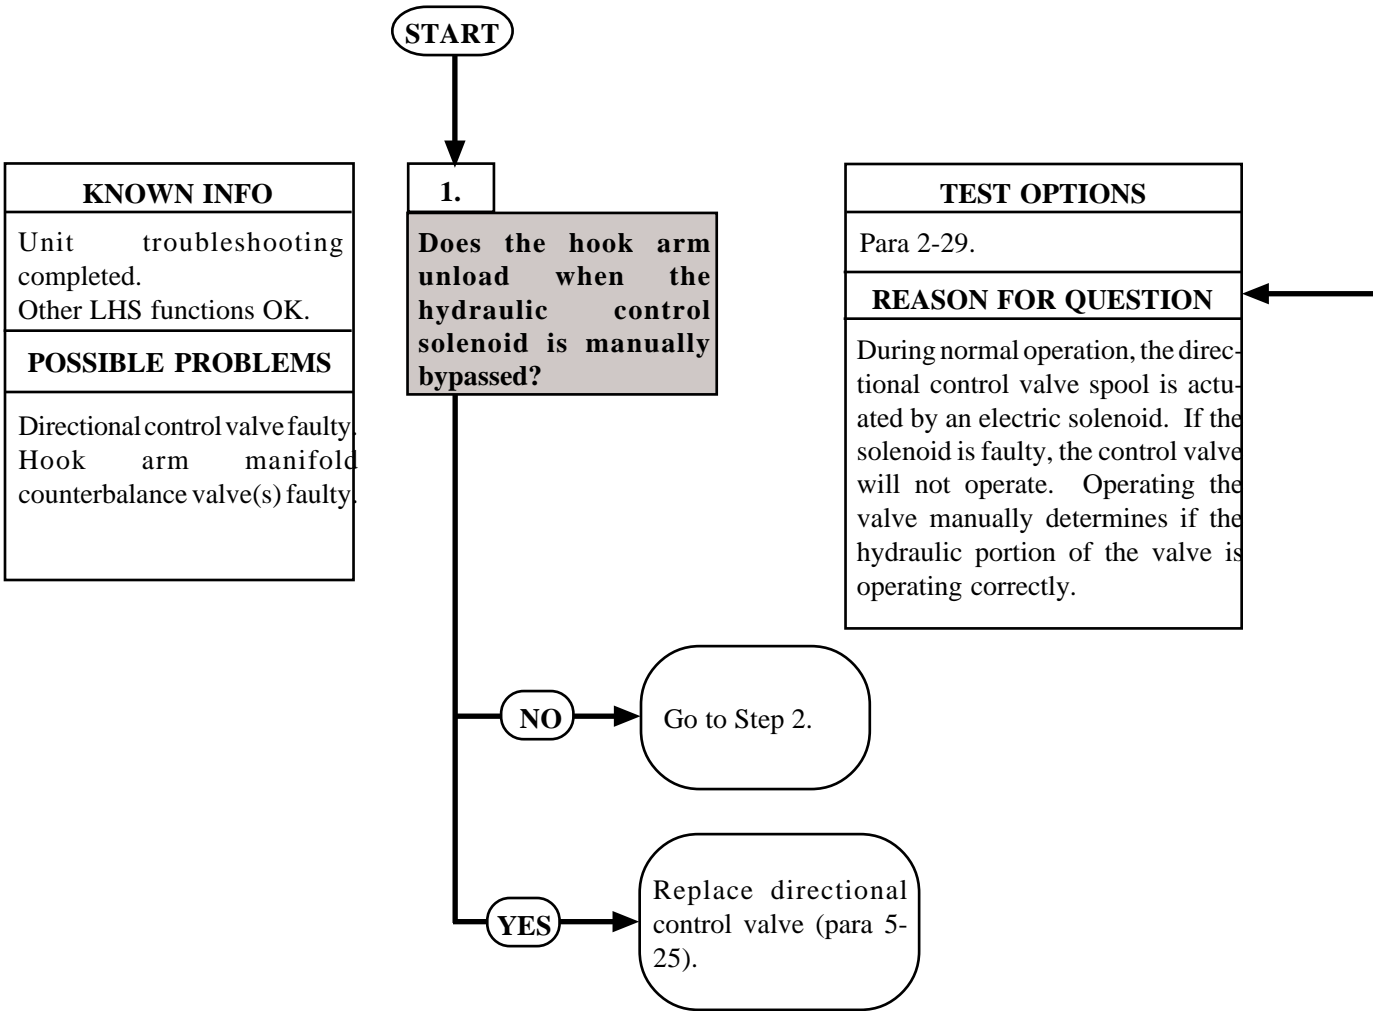 START
KNOWN INFO
Unit troubleshooting
completed.
Other LHS functions OK.
POSSIBLE PROBLEMS
Directional control valve faulty.
Hook arm manifold
counterbalance valve(s) faulty.
1.
Does the hook arm
unload when the
hydraulic control
solenoid is manually
bypassed?
TEST OPTIONS
Para 2-29.
REASON FOR QUESTION
During normal operation, the direc-
tional control valve spool is actu-
ated by an electric solenoid. If the
solenoid is faulty, the control valve
will not operate. Operating the
valve manually determines if the
hydraulic portion of the valve is
operating correctly.
NO
Go to Step 2.
YES
Replace directional
control valve (para 5-
25).